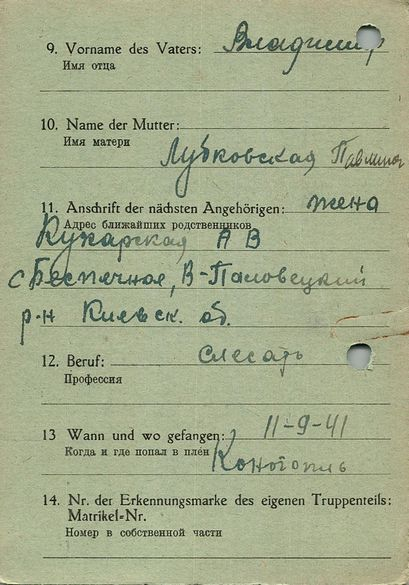 9. Vorname des Vaters: Владимир
Имя отца
10. Name der Mutter:
Имя матери
Лубковская Павлина
11. Anschrift der nächsten Angehörigen: жена
Адрес ближайших родственников
Кухарская А В
с Беспечное, В-Половецкий
р-н Киевск. об.
12. Beruf: слесарь
Профессия
13 Wann und wo gefangen: 11-9-41
Когда и где попал в плен Конотопль
14. Nr. der Erkennungsmarke des eigenen Truppenteils:
Matrikel-Nr.
Номер в собственной части